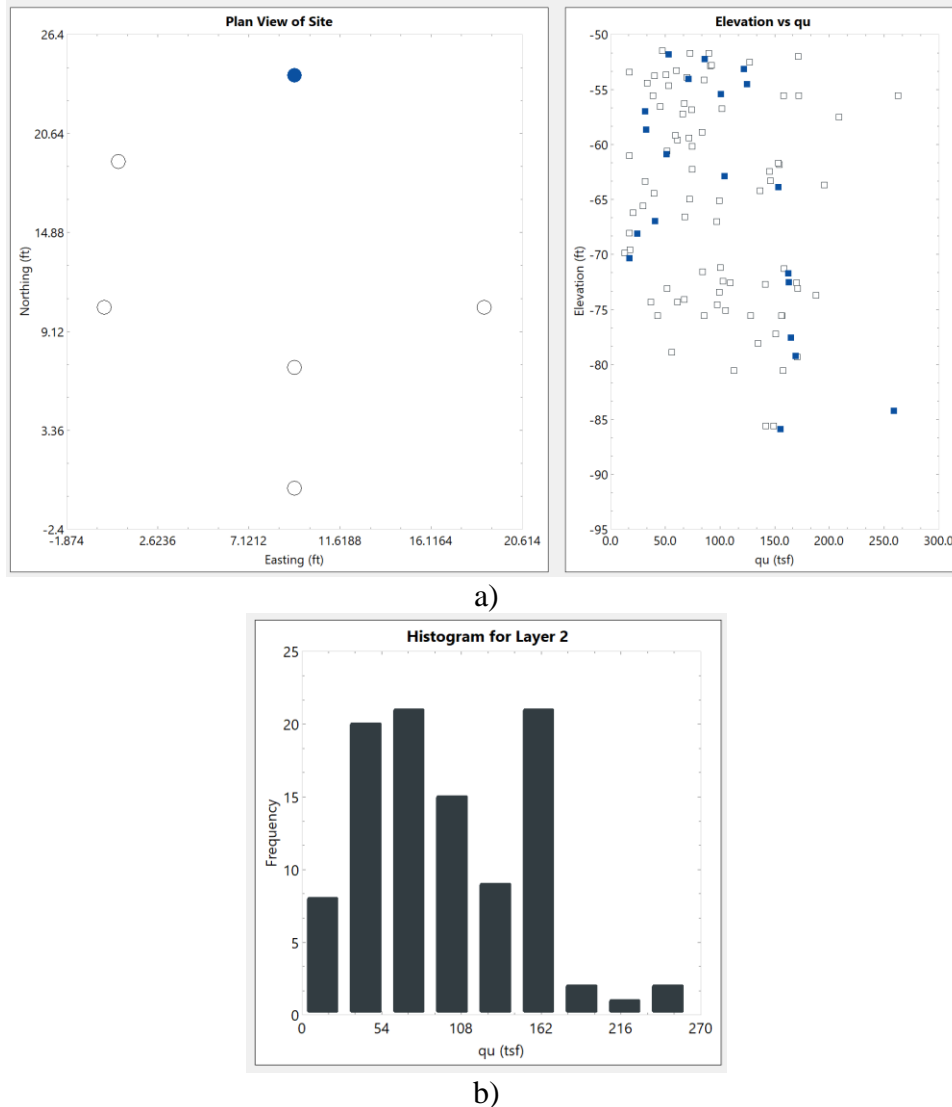 Plan View of Site
26.4
20.64
14.88
9.12
3.36
-2.4
Northing (ft)
-1.874 2.6236 7.1212 11.6188 16.1164 20.614
Easting (ft)
Elevation vs qu
-50
-55
-60
-65
-70
-75
-80
-85
-90
-95
Elevation (ft)
0.0 50.0 100.0 150.0 200.0 250.0 300.0
qu (tsf)
a)
Histogram for Layer 2
25
20
15
10
5
0
Frequency
0 54 108 162 216 270
qu (tsf)
b)